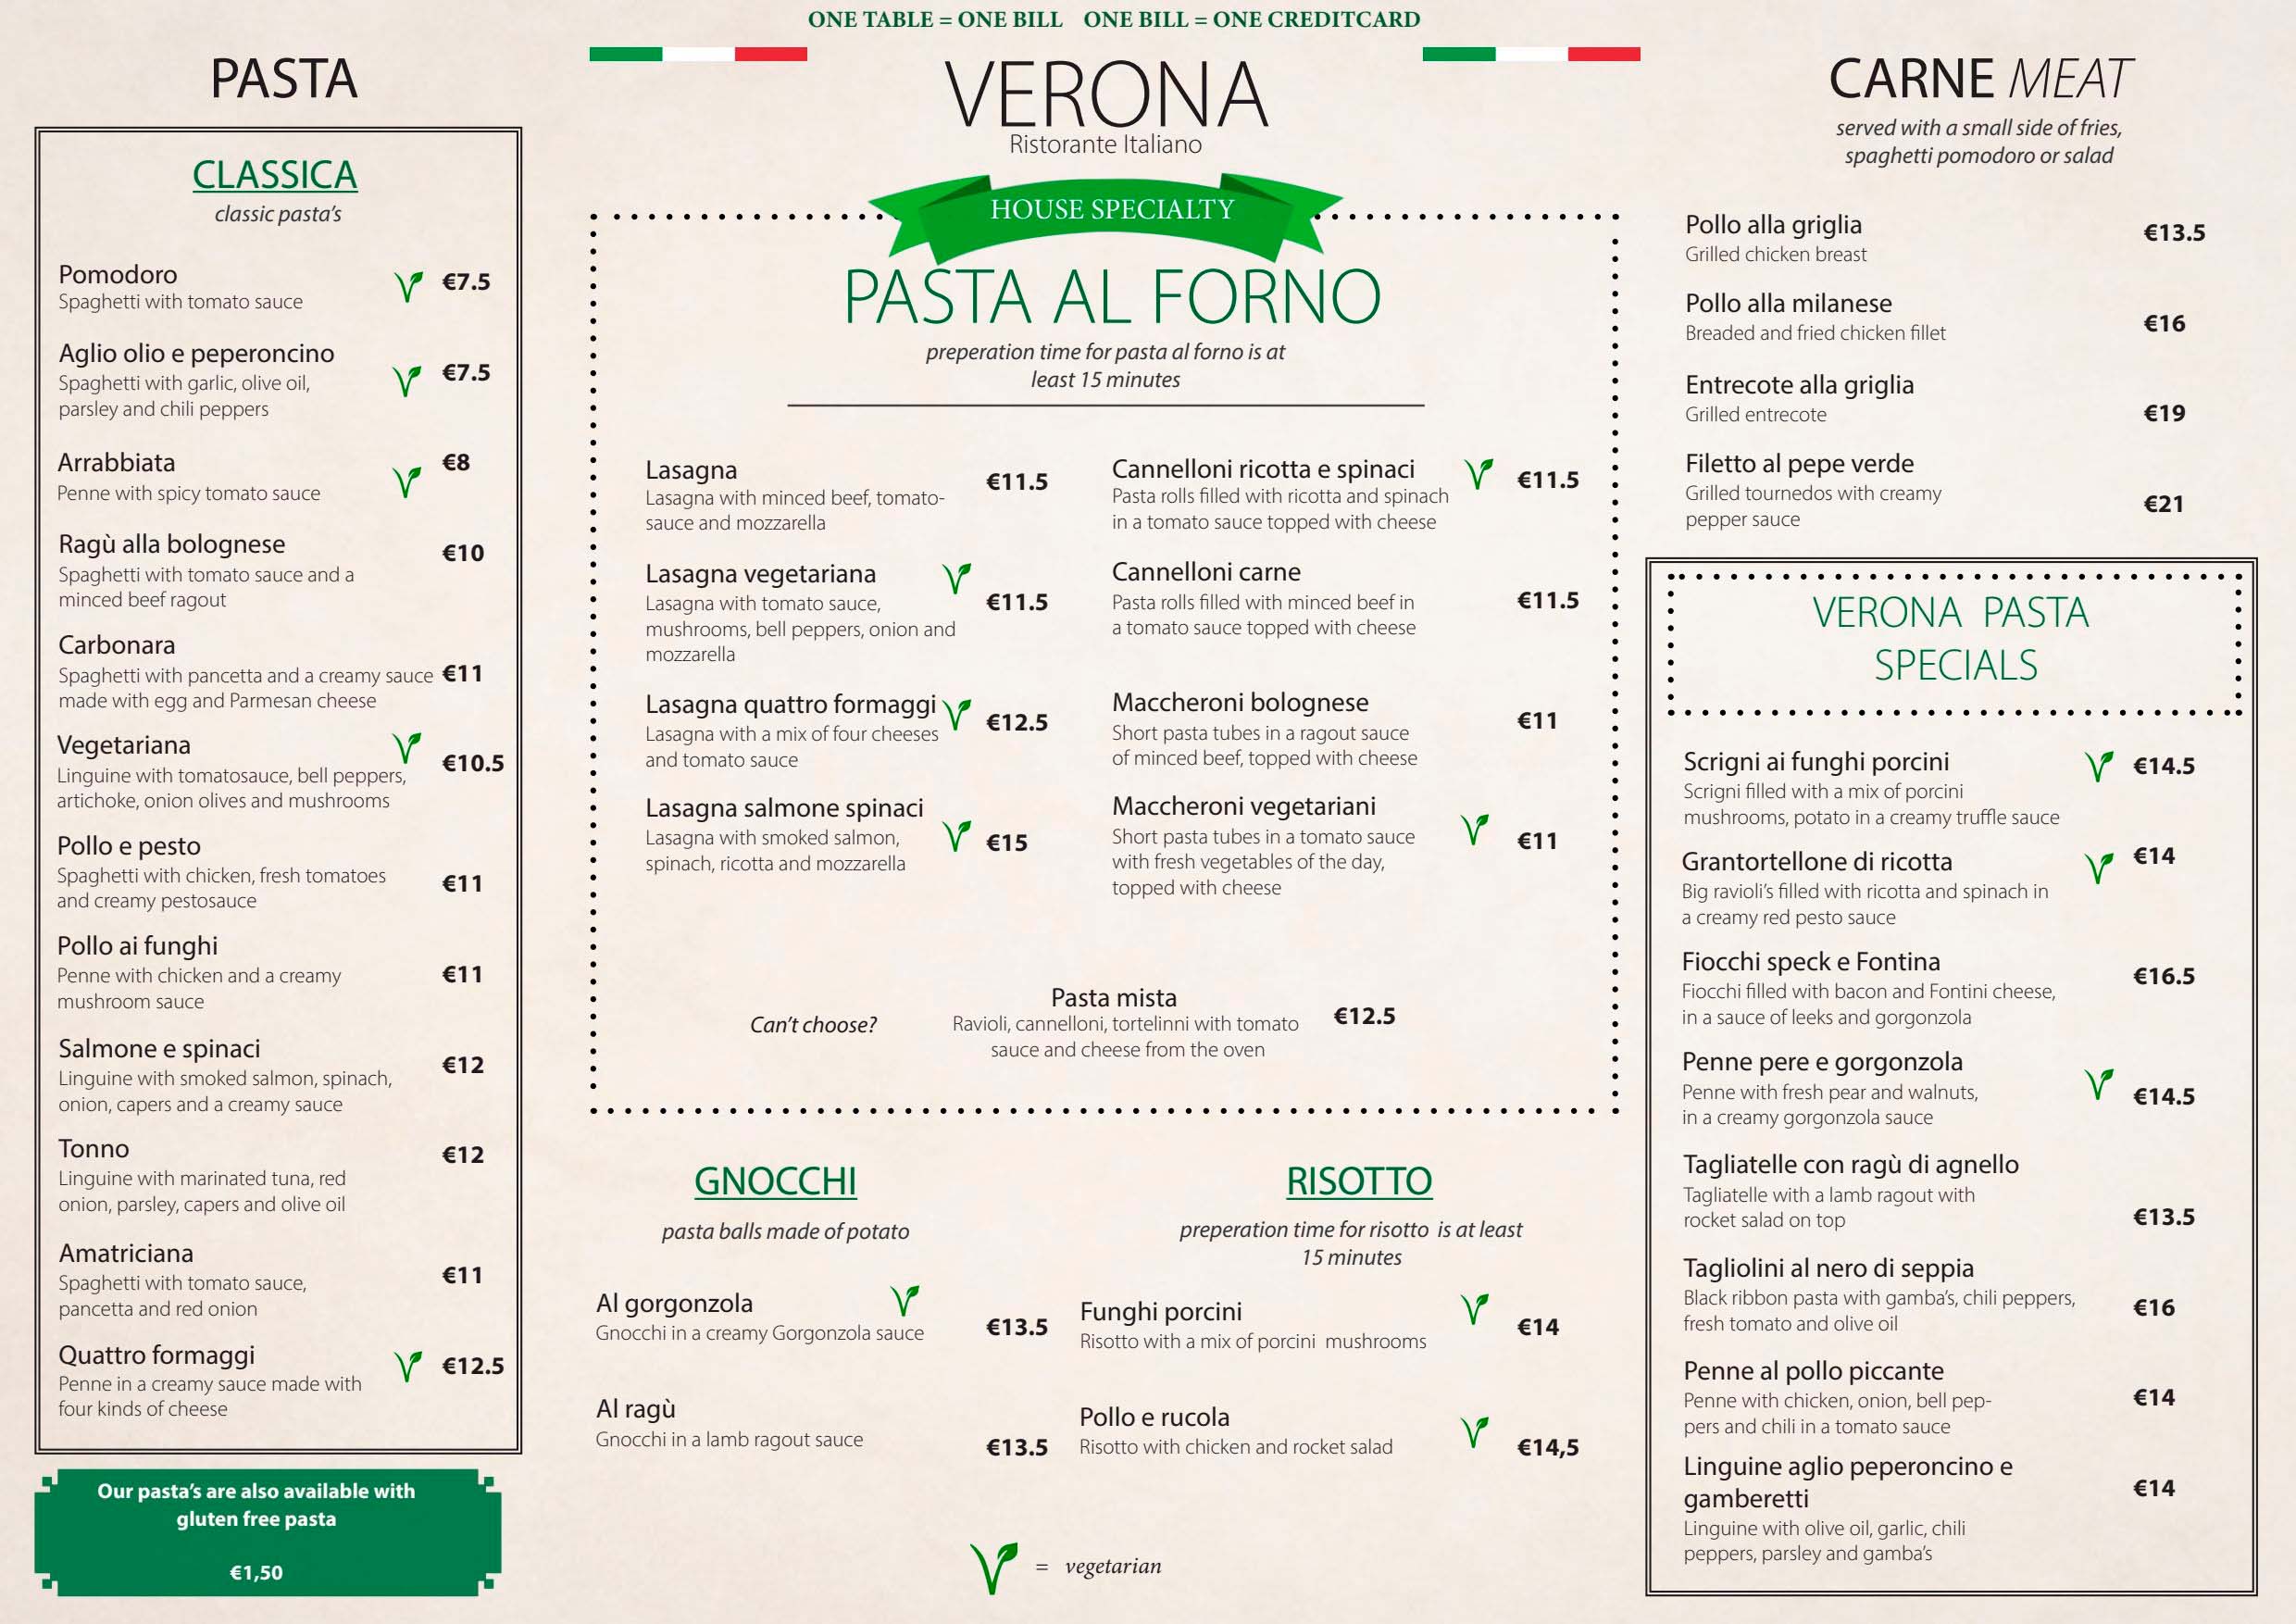 ONE TABLE = ONE BILL    ONE BILL = ONE CREDITCARD
PASTA
CLASSICA
classic pasta's
Pomodoro
€7.5
Spaghetti with tomato sauce
Aglio olio e peperoncino
€7.5
Spaghetti with garlic, olive oil,
parsley and chili peppers
Arrabbiata
€8
Penne with spicy tomato sauce
Ragù alla bolognese
€10
Spaghetti with tomato sauce and a
minced beef ragout
Carbonara
Spaghetti with pancetta and a creamy sauce €11
made with egg and Parmesan cheese
Vegetariana
€10.5
Linguine with tomatosauce, bell peppers,
artichoke, onion olives and mushrooms
Pollo e pesto
Spaghetti with chicken, fresh tomatoes
€11
and creamy pestosauce
Pollo ai funghi
Penne with chicken and a creamy
€11
mushroom sauce
Salmone e spinaci
€12
Linguine with smoked salmon, spinach,
onion, capers and a creamy sauce
Tonno
€12
Linguine with marinated tuna, red
onion, parsley, capers and olive oil
Amatriciana
€11
Spaghetti with tomato sauce,
pancetta and red onion
Quattro formaggi
€12.5
Penne in a creamy sauce made with
four kinds of cheese
Our pasta's are also available with
gluten free pasta
€1,50
VERONA
Ristorante Italiano
HOUSE SPECIALTY
PASTA AL FORNO
preperation time for pasta al forno is at
least 15 minutes
Lasagna
€11.5
Lasagna with minced beef, tomato-
sauce and mozzarella
Lasagna vegetariana
€11.5
Lasagna with tomato sauce,
mushrooms, bell peppers, onion and
mozzarella
Lasagna quattro formaggi
€12.5
Lasagna with a mix of four cheeses
and tomato sauce
Lasagna salmone spinaci
€15
Lasagna with smoked salmon,
spinach, ricotta and mozzarella
Cannelloni ricotta e spinaci
€11.5
Pasta rolls filled with ricotta and spinach
in a tomato sauce topped with cheese
Cannelloni carne
€11.5
Pasta rolls filled with minced beef in
a tomato sauce topped with cheese
Maccheroni bolognese
€11
Short pasta tubes in a ragout sauce
of minced beef, topped with cheese
Maccheroni vegetariani
€11
Short pasta tubes in a tomato sauce
with fresh vegetables of the day,
topped with cheese
Can't choose?
Pasta mista
€12.5
Ravioli, cannelloni, tortelinni with tomato
sauce and cheese from the oven
GNOCCHI
pasta balls made of potato
Al gorgonzola
€13.5
Gnocchi in a creamy Gorgonzola sauce
Al ragù
Gnocchi in a lamb ragout sauce
€13.5
RISOTTO
preperation time for risotto  is at least
15 minutes
Funghi porcini
€14
Risotto with a mix of porcini  mushrooms
Pollo e rucola
Risotto with chicken and rocket salad
€14,5
= vegetarian
CARNE MEAT
served with a small side of fries,
spaghetti pomodoro or salad
Pollo alla griglia
€13.5
Grilled chicken breast
Pollo alla milanese
€16
Breaded and fried chicken fillet
Entrecote alla griglia
Grilled entrecote
€19
Filetto al pepe verde
Grilled tournedos with creamy
€21
pepper sauce
VERONA  PASTA
SPECIALS
Scrigni ai funghi porcini
€14.5
Scrigni filled with a mix of porcini
mushrooms, potato in a creamy truffle sauce
Grantortellone di ricotta
€14
Big ravioli's filled with ricotta and spinach in
a creamy red pesto sauce
Fiocchi speck e Fontina
€16.5
Fiocchi filled with bacon and Fontini cheese,
in a sauce of leeks and gorgonzola
Penne pere e gorgonzola
€14.5
Penne with fresh pear and walnuts,
in a creamy gorgonzola sauce
Tagliatelle con ragù di agnello
Tagliatelle with a lamb ragout with
rocket salad on top
€13.5
Tagliolini al nero di seppia
Black ribbon pasta with gamba's, chili peppers,
€16
fresh tomato and olive oil
Penne al pollo piccante
Penne with chicken, onion, bell pep-
€14
pers and chili in a tomato sauce
Linguine aglio peperoncino e
gamberetti
€14
Linguine with olive oil, garlic, chili
peppers, parsley and gamba's